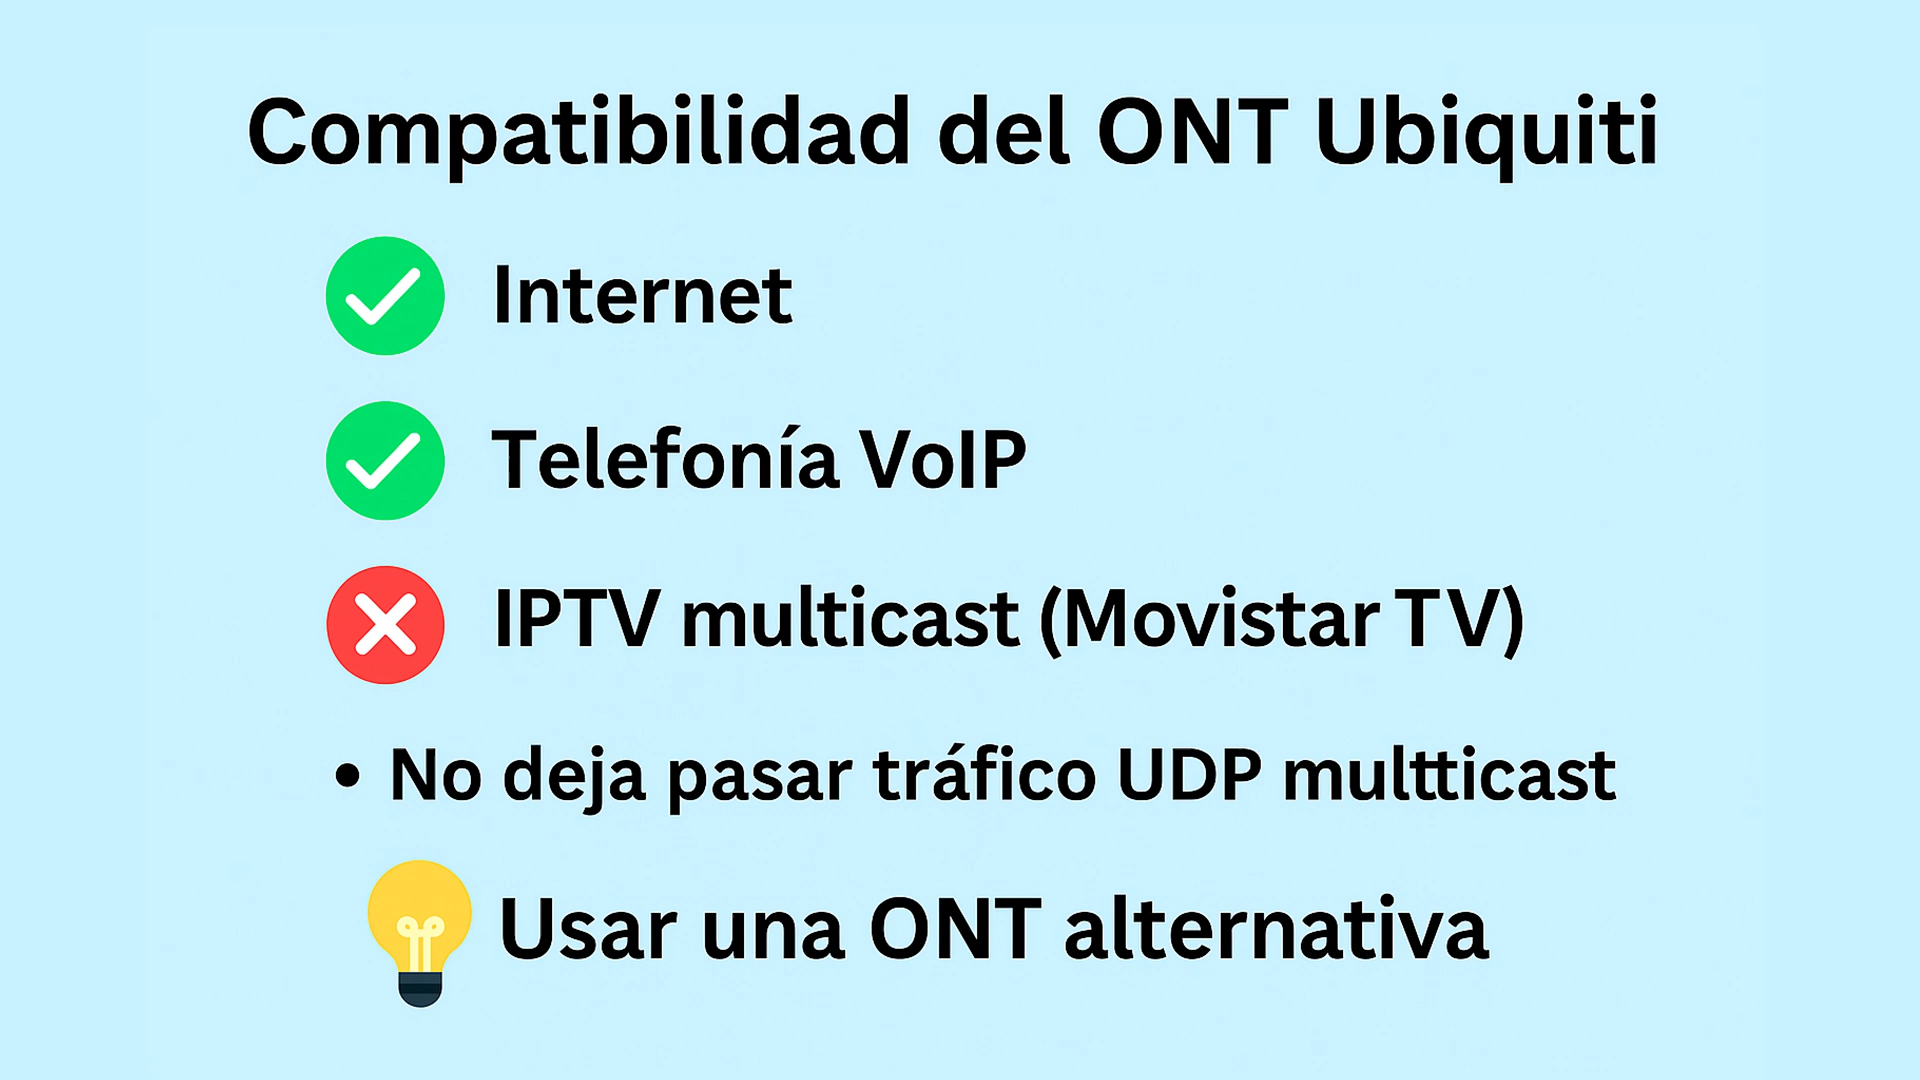 Compatibilidad del ONT Ubiquiti
Internet
Telefonía VoIP
IPTV multicast (Movistar TV)
• No deja pasar tráfico UDP multticast
Usar una ONT alternativa